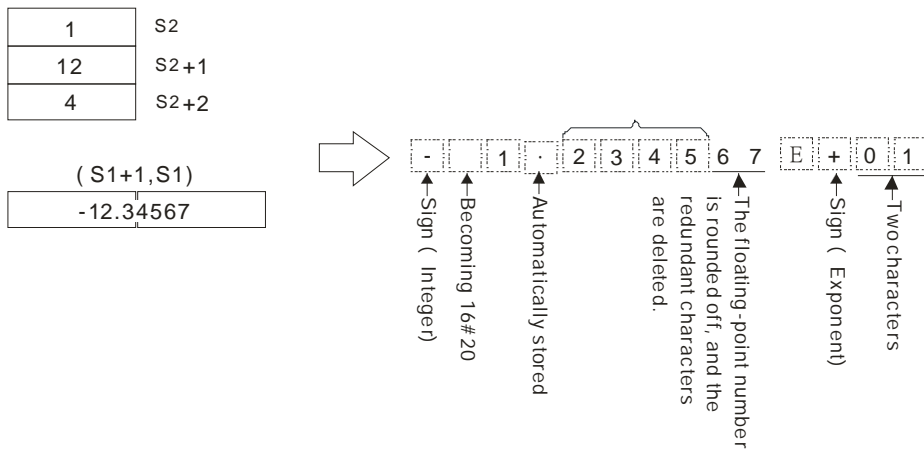 1 S2
12 S2+1
4 S2+2
(S1+1,S1)
-12.34567
- 1 . 2 3 4 5 6 7 E + 0 1
Sign ( Integer)
Becoming 16#20
Automatically stored
The floating-point number
is rounded off, and the
redundant characters
are deleted.
Sign ( Exponent)
Two characters